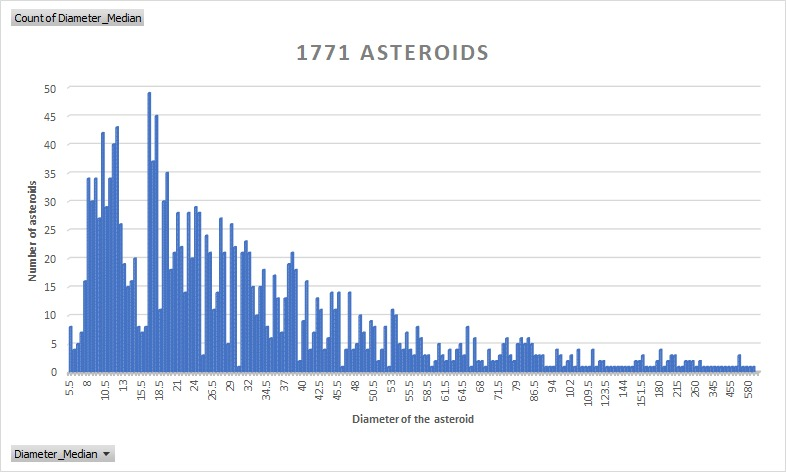 Count of Diameter_Median
1771 ASTEROIDS
Number of asteroids
50
45
40
35
30
25
20
15
10
5
0
5.5 8 10.5 13 15.5 18.5 21 24 26.5 29 32 34.5 37 40 42.5 45.5 48 50.5 53 55.5 58.5 61.5 64.5 68 71.5 79 86.5 94 102 109.5 123.5 144 151.5 180 215 260 345 455 580
Diameter of the asteroid
Diameter_Median